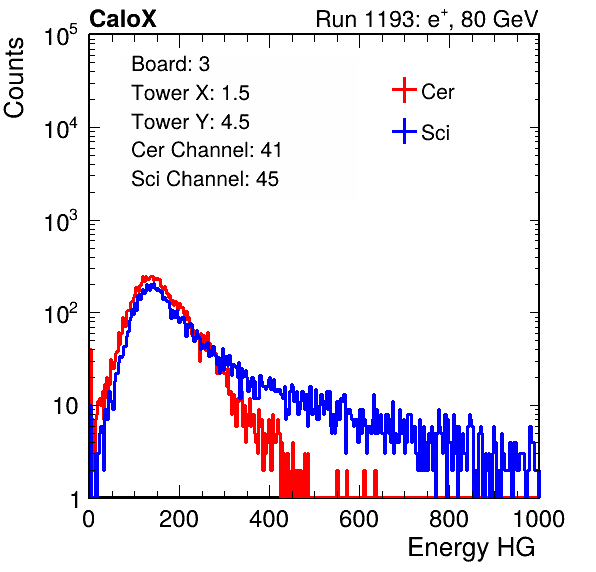 CaloX Run 1193: e⁺, 80 GeV
Counts
10⁵
10⁴
10³
10²
10
1
Board: 3
Tower X: 1.5
Tower Y: 4.5
Cer Channel: 41
Sci Channel: 45
Cer
Sci
0 200 400 600 800 1000
Energy HG